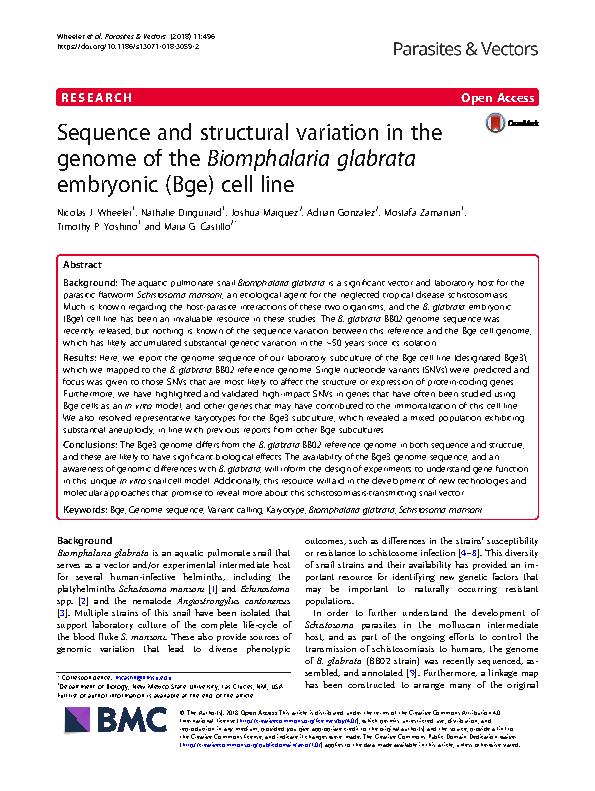 Wheeler et al. Parasites & Vectors (2018) 11:496
https://doi.org/10.1186/s13071-018-3059-2
Parasites & Vectors
RESEARCH
Open Access
CrossMark
Sequence and structural variation in the
genome of the Biomphalaria glabrata
embryonic (Bge) cell line
Nicolas J. Wheeler1, Nathalie Dinguirard1, Joshua Marquez2, Adrian Gonzalez2, Mostafa Zamanian1,
Timothy P. Yoshino1 and Maria G. Castillo2*
Abstract
Background: The aquatic pulmonate snail Biomphalaria glabrata is a significant vector and laboratory host for the
parasitic flatworm Schistosoma mansoni, an etiological agent for the neglected tropical disease schistosomiasis.
Much is known regarding the host-parasite interactions of these two organisms, and the B. glabrata embryonic
(Bge) cell line has been an invaluable resource in these studies. The B. glabrata BB02 genome sequence was
recently released, but nothing is known of the sequence variation between this reference and the Bge cell genome,
which has likely accumulated substantial genetic variation in the ~50 years since its isolation.
Results: Here, we report the genome sequence of our laboratory subculture of the Bge cell line (designated Bge3),
which we mapped to the B. glabrata BB02 reference genome. Single nucleotide variants (SNVs) were predicted and
focus was given to those SNVs that are most likely to affect the structure or expression of protein-coding genes.
Furthermore, we have highlighted and validated high-impact SNVs in genes that have often been studied using
Bge cells as an in vitro model, and other genes that may have contributed to the immortalization of this cell line.
We also resolved representative karyotypes for the Bge3 subculture, which revealed a mixed population exhibiting
substantial aneuploidy, in line with previous reports from other Bge subcultures.
Conclusions: The Bge3 genome differs from the B. glabrata BB02 reference genome in both sequence and structure,
and these are likely to have significant biological effects. The availability of the Bge3 genome sequence, and an
awareness of genomic differences with B. glabrata, will inform the design of experiments to understand gene function
in this unique in vitro snail cell model. Additionally, this resource will aid in the development of new technologies and
molecular approaches that promise to reveal more about this schistosomiasis-transmitting snail vector.
Keywords: Bge, Genome sequence, Variant calling, Karyotype, Biomphalaria glabrata, Schistosoma mansoni
Background
Biomphalaria glabrata is an aquatic pulmonate snail that
serves as a vector and/or experimental intermediate host
for several human-infective helminths, including the
platyhelminths Schistosoma mansoni [1] and Echinostoma
spp. [2] and the nematode Angiostrongylus cantonensis
[3]. Multiple strains of this snail have been isolated that
support laboratory culture of the complete life-cycle of
the blood fluke S. mansoni. These also provide sources of
genomic variation that lead to diverse phenotypic
outcomes, such as differences in the strains' susceptibility
or resistance to schistosome infection [4–8]. This diversity
of snail strains and their availability has provided an im-
portant resource for identifying new genetic factors that
may be important to naturally occurring resistant
populations.
In order to further understand the development of
Schistosoma parasites in the molluscan intermediate
host, and as part of the ongoing efforts to control the
transmission of schistosomiasis to humans, the genome
of B. glabrata (BB02 strain) was recently sequenced, as-
sembled, and annotated [9]. Furthermore, a linkage map
has been constructed to arrange many of the original
* Correspondence: mcastill@nmsu.edu
2Department of Biology, New Mexico State University, Las Cruces, NM, USA
Full list of author information is available at the end of the article
BMC
© The Author(s). 2018 Open Access This article is distributed under the terms of the Creative Commons Attribution 4.0
International License (http://creativecommons.org/licenses/by/4.0/), which permits unrestricted use, distribution, and
reproduction in any medium, provided you give appropriate credit to the original author(s) and the source, provide a link to
the Creative Commons license, and indicate if changes were made. The Creative Commons Public Domain Dedication waiver
(http://creativecommons.org/publicdomain/zero/1.0/) applies to the data made available in this article, unless otherwise stated.